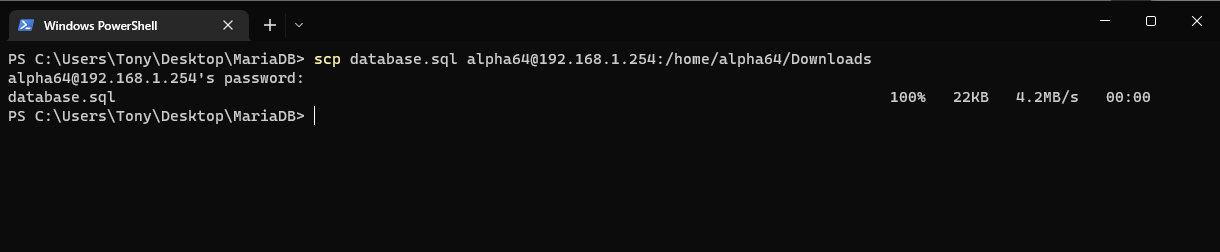 Windows PowerShell
PS C:\Users\Tony\Desktop\MariaDB> scp database.sql alpha64@192.168.1.254:/home/alpha64/Downloads
alpha64@192.168.1.254's password:
database.sql 100% 22KB 4.2MB/s 00:00
PS C:\Users\Tony\Desktop\MariaDB>